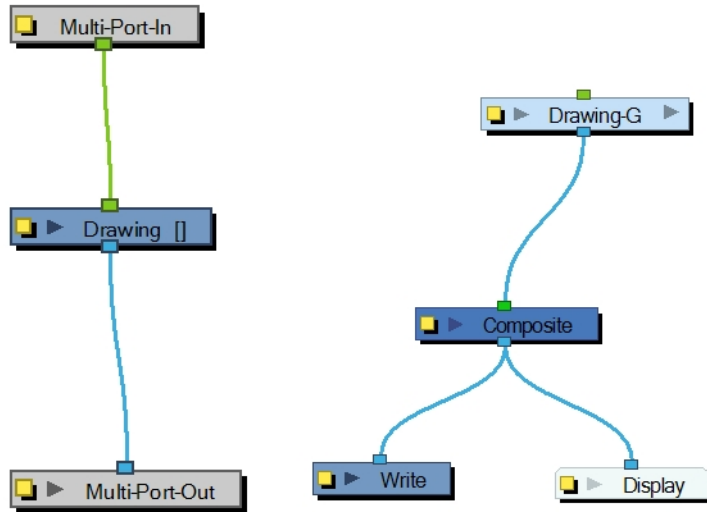 Multi-Port-In
Drawing-G
Drawing []
Composite
Write
Display
Multi-Port-Out